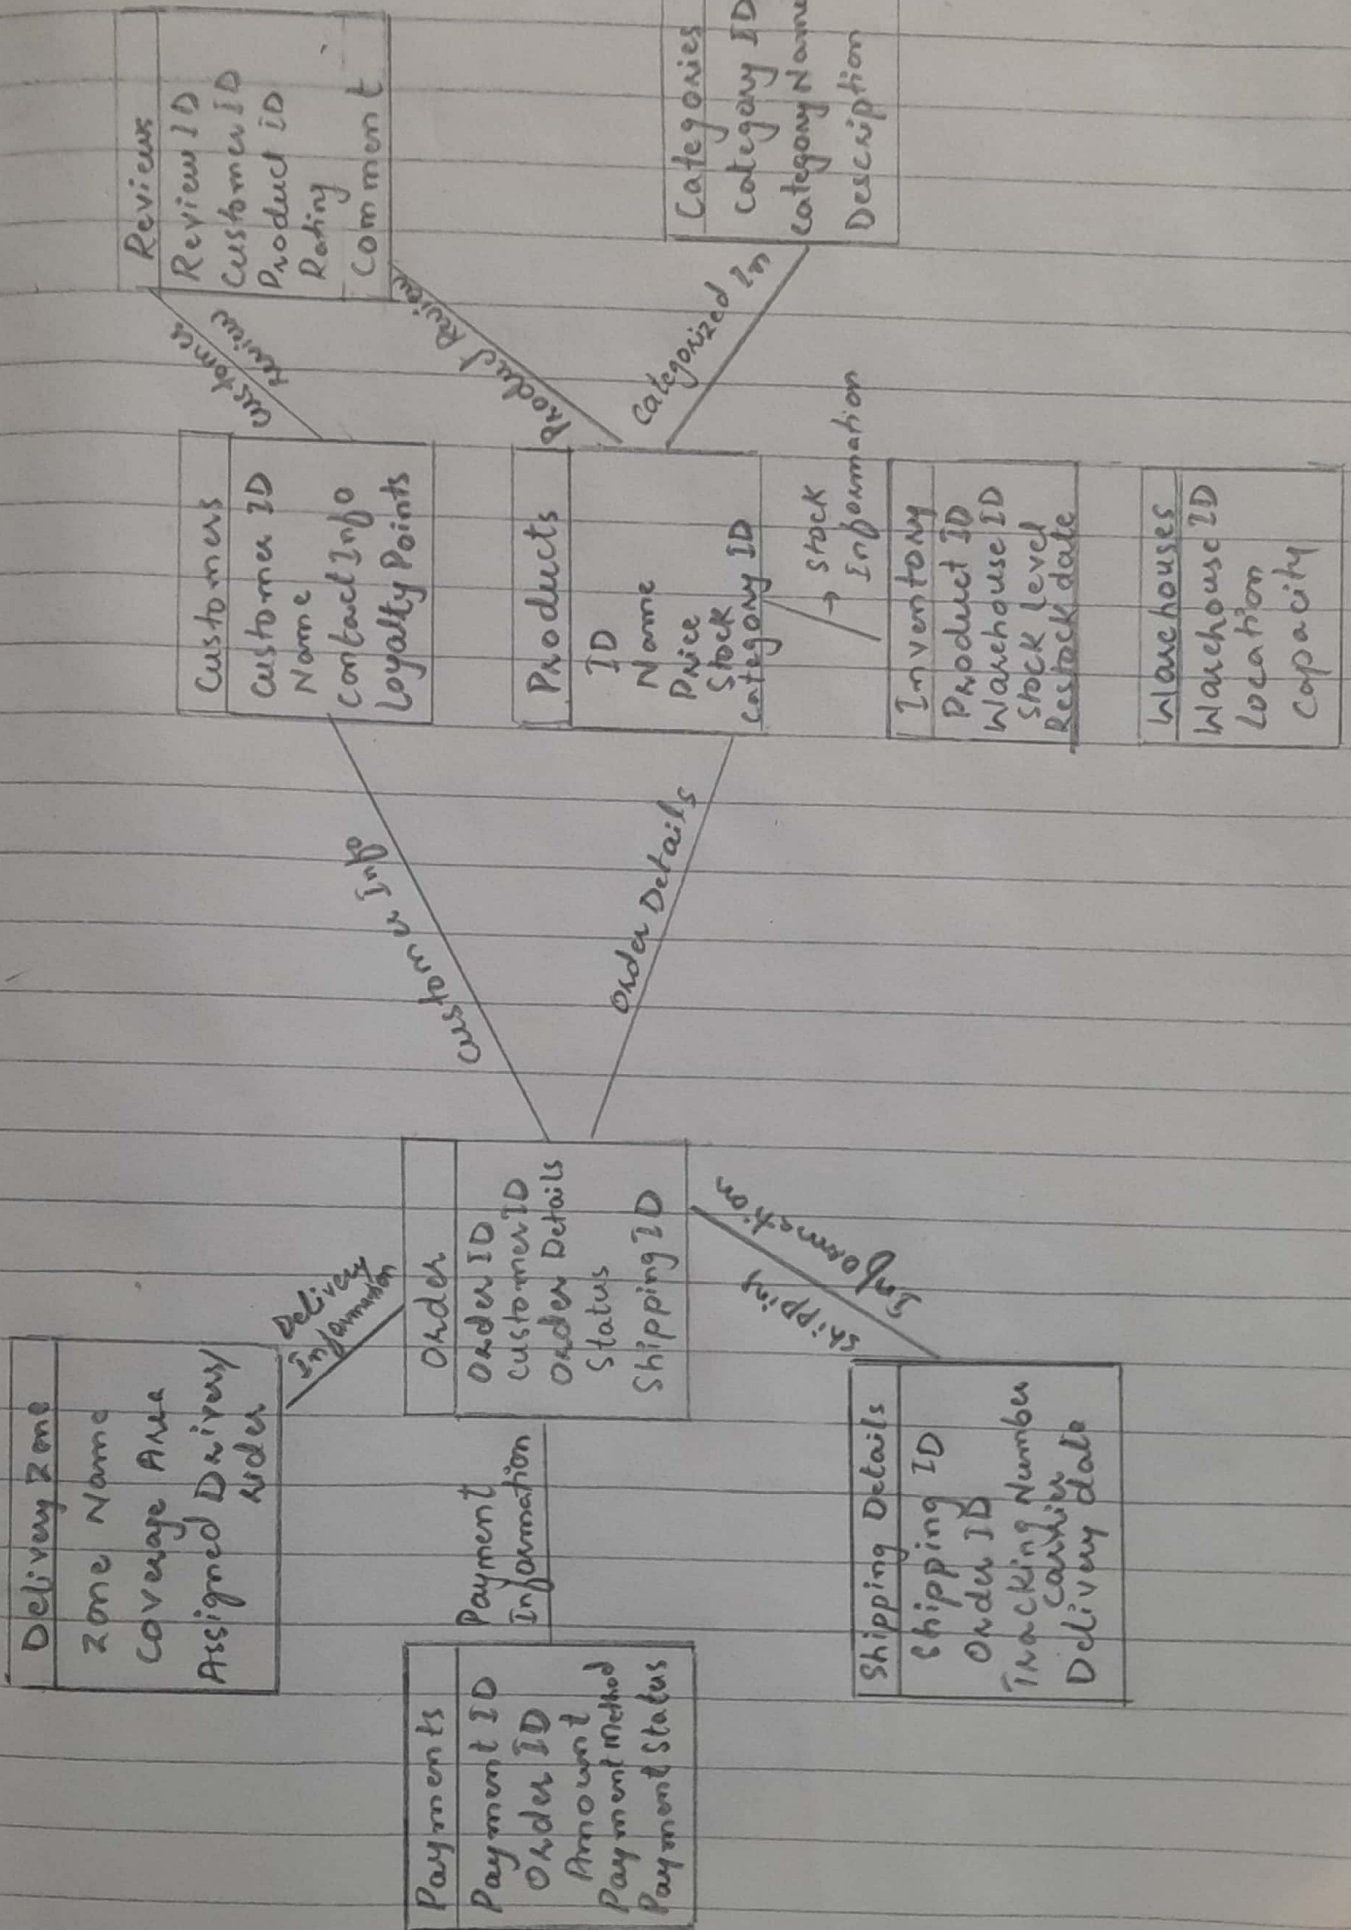 Delivery Zone
Zone Name
Coverage Area
Assigned Drivers/
rider
Delivery
Information
Payments
Payment ID
Order ID
Amount
Payment Method
Payment Status
Payment
Information
Order
Order ID
Customer ID
Order Details
Status
Shipping ID
Shipping
Information
Shipping Details
Shipping ID
Order ID
Tracking Number
Carrier
Delivery date
Customer Info
Order Details
Customers
Customer ID
Name
Contact Info
Loyalty Points
Customer
Review
Reviews
Review ID
Customer ID
Product ID
Rating
Comment
Product Review
Products
ID
Name
Price
Stock
Category ID
Categorized In
Categories
Category ID
Category Name
Description
→ Stock
Information
Inventory
Product ID
Warehouse ID
Stock level
Restock date
Warehouses
Warehouse ID
Location
Capacity